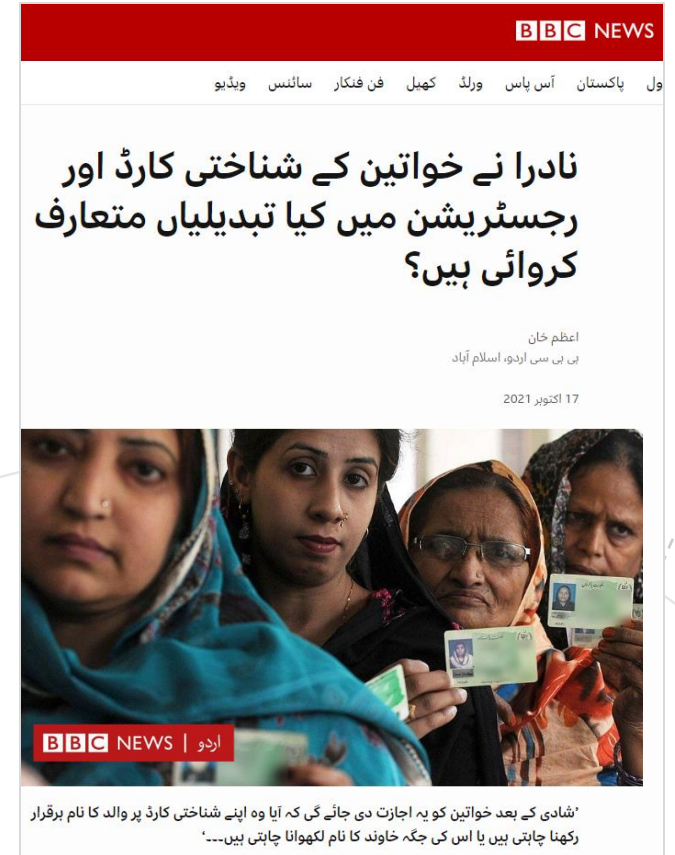 BBC NEWS
ول پاکستان آس پاس ورلڈ کھیل فن فنکار سائنس ویڈیو
نادرا نے خواتین کے شناختی کارڈ اور
رجسٹریشن میں کیا تبدیلیاں متعارف
کروائی ہیں؟
اعظم خان
بی بی سی اردو، اسلام آباد
17 اکتوبر 2021
BBC NEWS | اردو
’شادی کے بعد خواتین کو یہ اجازت دی جائے گی کہ آیا وہ اپنے شناختی کارڈ پر والد کا نام برقرار
رکھنا چاہتی ہیں یا اس کی جگہ خاوند کا نام لکھوانا چاہتی ہیں۔۔۔‘